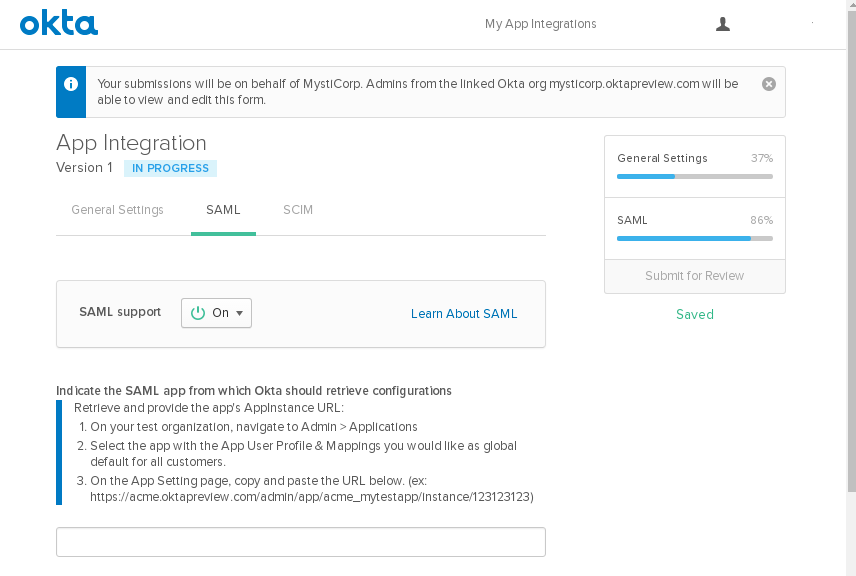 okta
My App Integrations
Your submissions will be on behalf of MystiCorp. Admins from the linked Okta org mysticorp.oktapreview.com will be
able to view and edit this form.
App Integration
Version 1 IN PROGRESS
General Settings SAML SCIM
General Settings 37%
SAML 86%
Submit for Review
Saved
SAML support On Learn About SAML
Indicate the SAML app from which Okta should retrieve configurations
Retrieve and provide the app's AppInstance URL:
1. On your test organization, navigate to Admin > Applications
2. Select the app with the App User Profile & Mappings you would like as global
default for all customers.
3. On the App Setting page, copy and paste the URL below. (ex:
https://acme.oktapreview.com/admin/app/acme_mytestapp/instance/123123123)